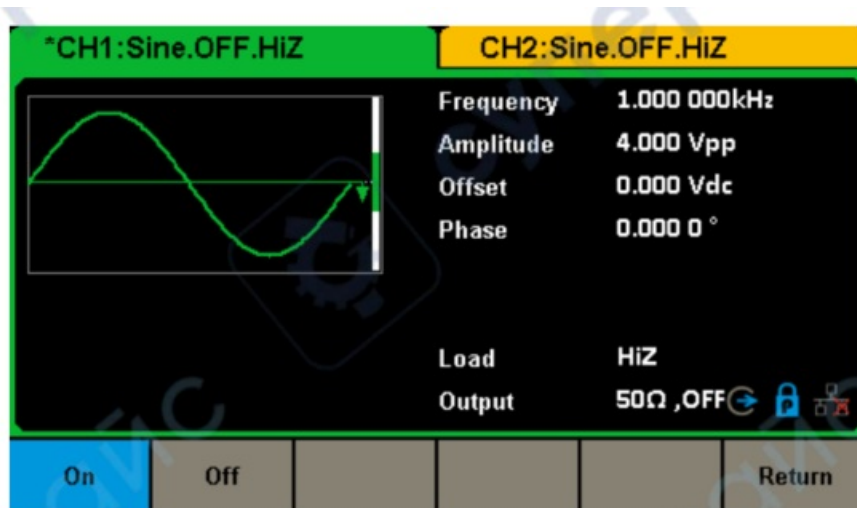 *CH1:Sine.OFF.HiZ CH2:Sine.OFF.HiZ
Frequency 1.000 000kHz
Amplitude 4.000 Vpp
Offset 0.000 Vdc
Phase 0.000 0 °
Load HiZ
Output 50Ω ,OFF P
On Off Return